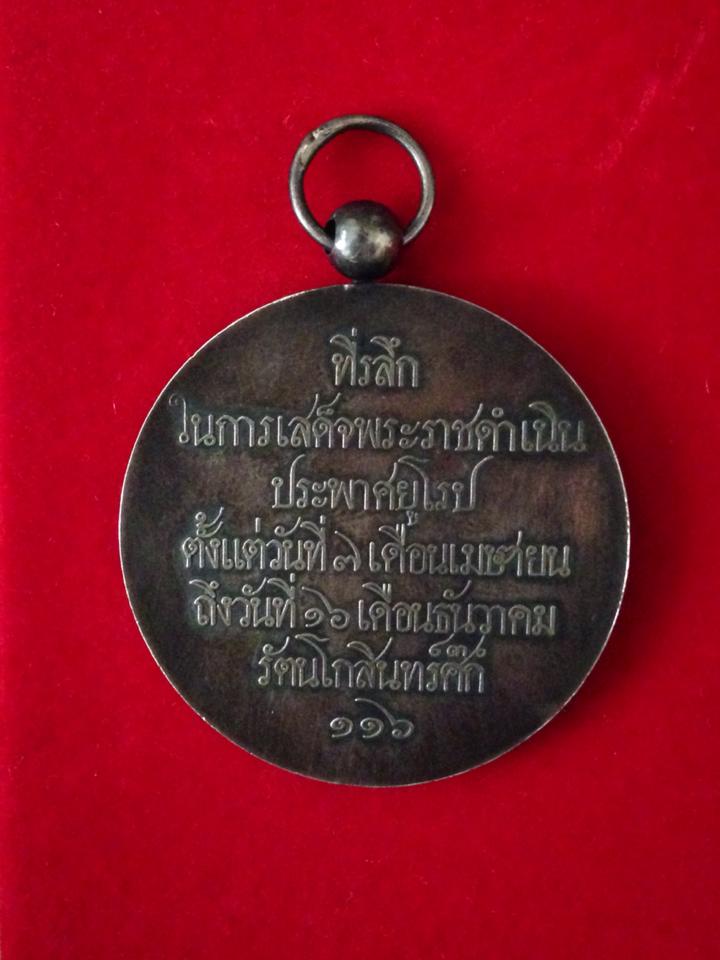 ที่รฦก
ในการเสด็จพระราชดำเนิน
ประพาศยูโรป
ตั้งแต่วันที่ ๗ เดือนเมษายน
ถึงวันที่ ๑๖ เดือนธันวาคม
รัตนโกสินทร์ศ๊ก
๑๑๖